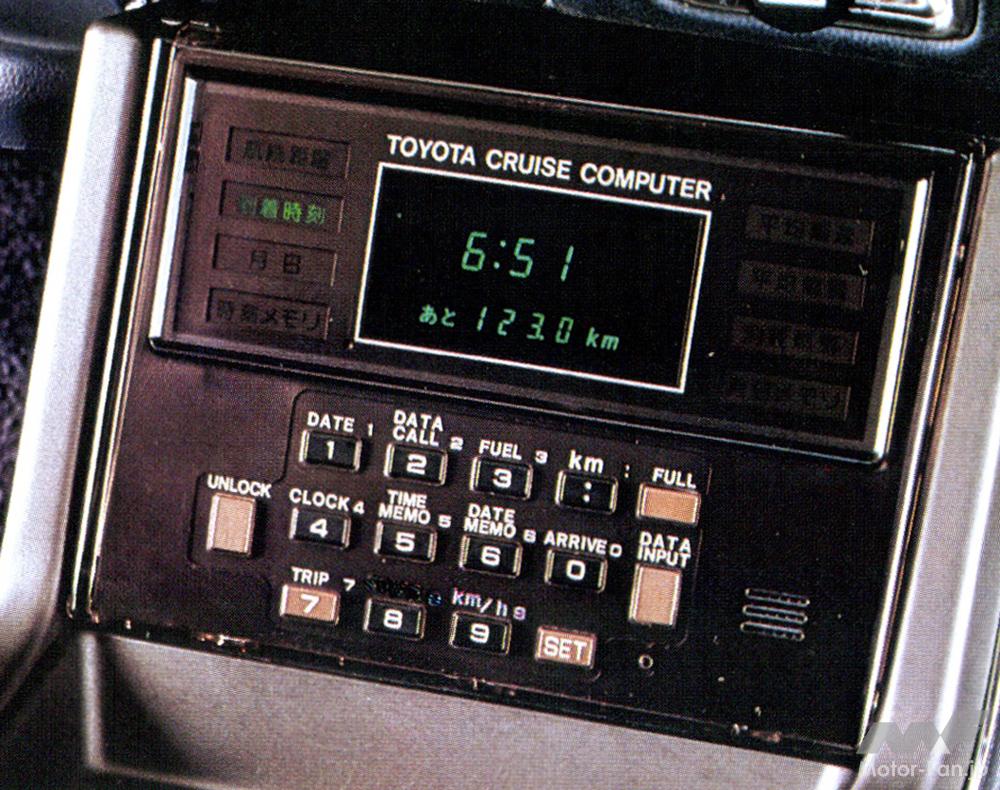 TOYOTA CRUISE COMPUTER
到着時刻
月日
時刻メモリ
6:51
あと 123.0 km
DATE 1
1
DATA CALL 2
2
FUEL 3
3
km :
:
FULL
UNLOCK
CLOCK 4
4
TIME MEMO 5
5
DATE MEMO 6
6
ARRIVE 0
0
DATA INPUT
TRIP 7
7
8
km/h 9
9
SET
Motor-Fan.jp